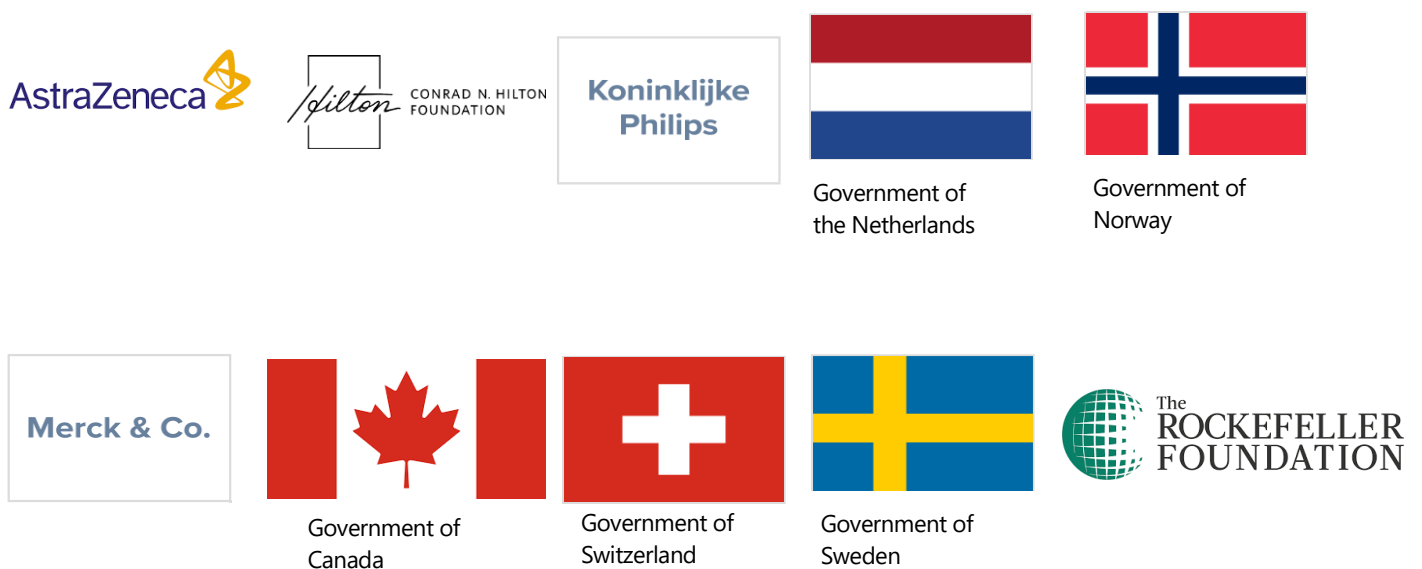 AstraZeneca
Hilton
CONRAD N. HILTON
FOUNDATION
Koninklijke
Philips
Government of
the Netherlands
Government of
Norway
Merck & Co.
Government of
Canada
Government of
Switzerland
Government of
Sweden
The
ROCKEFELLER
FOUNDATION